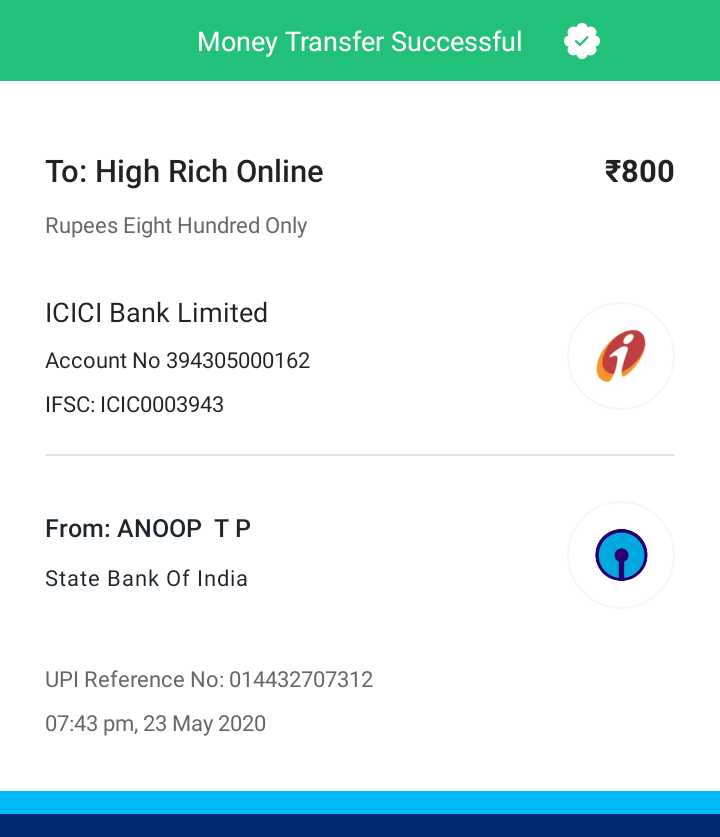 Money Transfer Successful
To: High Rich Online
₹800
Rupees Eight Hundred Only
ICICI Bank Limited
Account No 394305000162
IFSC: ICIC0003943
From: ANOOP  T P
State Bank Of India
UPI Reference No: 014432707312
07:43 pm, 23 May 2020